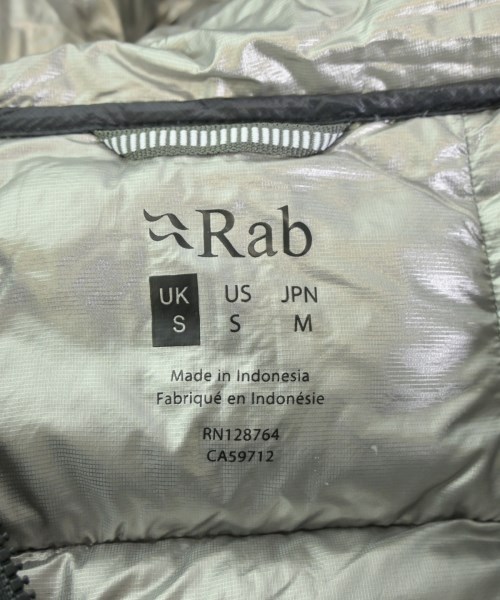 Rab
UK US JPN
S S M
Made in Indonesia
Fabriqué en Indonésie
RN128764
CA59712